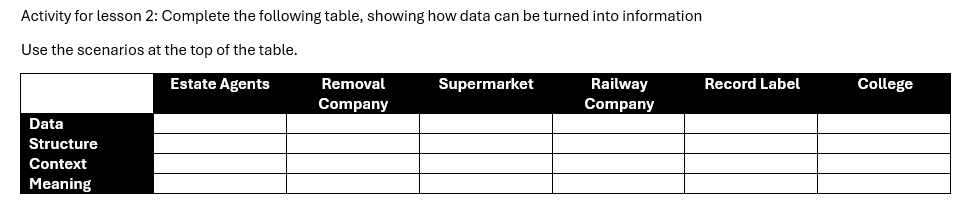 Activity for lesson 2: Complete the following table, showing how data can be turned into information
Use the scenarios at the top of the table.
Estate Agents Removal Supermarket Railway Record Label College
Company Company
Data
Structure
Context
Meaning